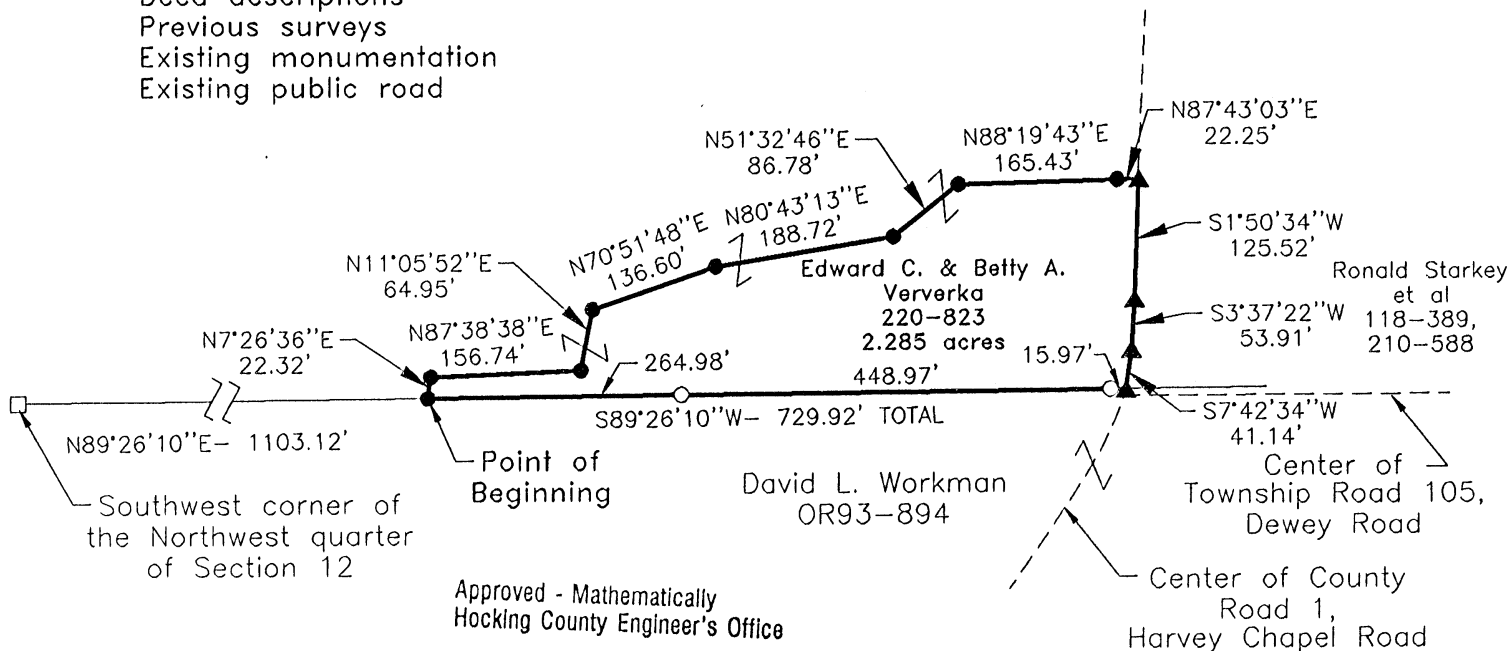 Deed descriptions
Previous surveys
Existing monumentation
Existing public road
N87°43'03''E
22.25'
N51°32'46''E
86.78'
N88°19'43''E
165.43'
N80°43'13''E
188.72'
N70°51'48''E
136.60'
N11°05'52''E
64.95'
S1°50'34''W
125.52'
Edward C. & Betty A.
Ververka
220-823
2.285 acres
Ronald Starkey
et al
118-389,
210-588
S3°37'22''W
53.91'
N7°26'36''E
22.32'
N87°38'38''E
156.74'
264.98'
15.97'
448.97'
S89°26'10''W- 729.92' TOTAL
S7°42'34''W
41.14'
N89°26'10''E- 1103.12'
Point of
Beginning
Center of
Township Road 105,
Dewey Road
David L. Workman
OR93-894
Southwest corner of
the Northwest quarter
of Section 12
Center of County
Road 1,
Harvey Chapel Road
Approved - Mathematically
Hocking County Engineer's Office